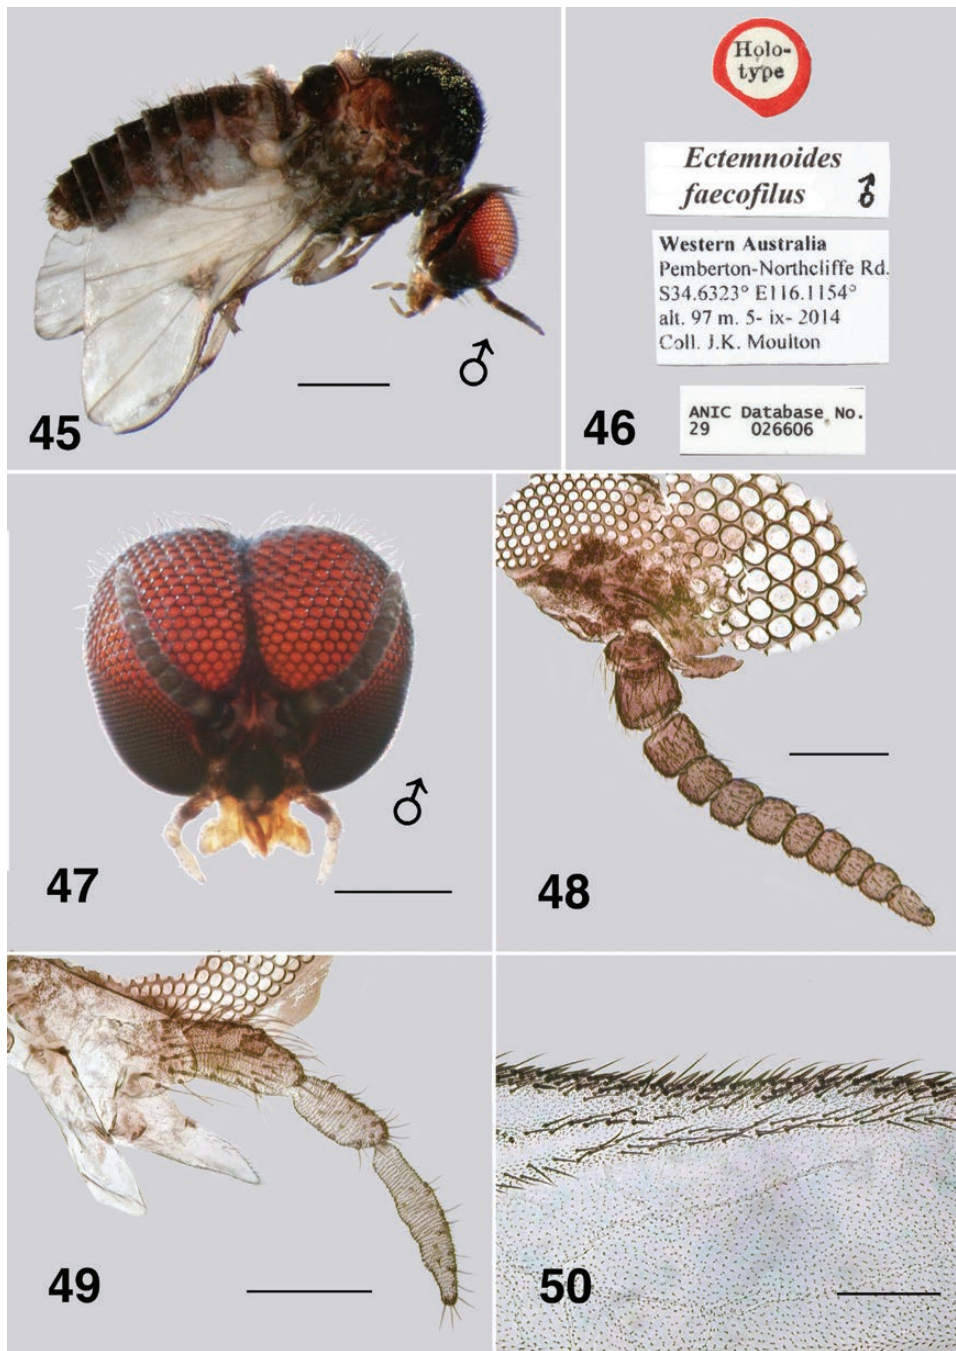 Holo-
type
Ectemnoides
faecofilus ♂
Western Australia
Pemberton-Northcliffe Rd.
S34.6323° E116.1154°
alt. 97 m. 5- ix- 2014
Coll. J.K. Moulton
ANIC Database No.
29 026606
♂
45
46
♂
47
48
49
50